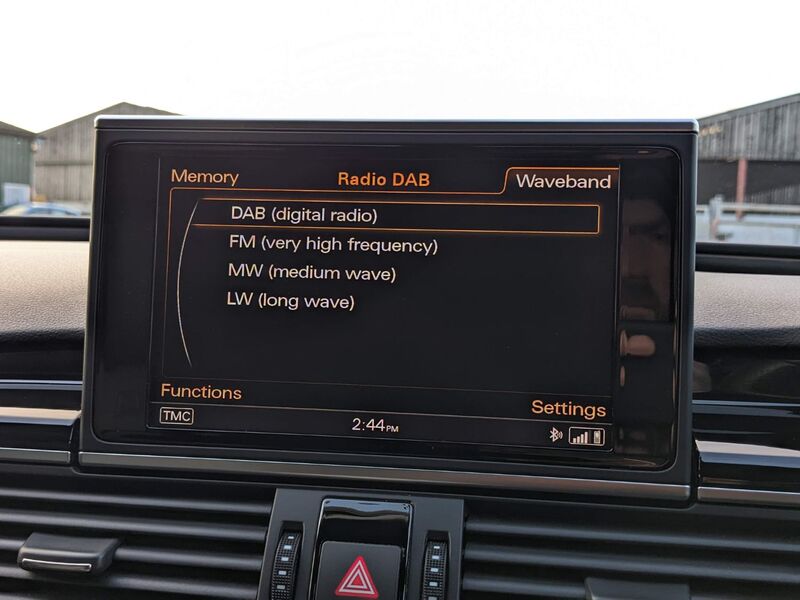 Memory Radio DAB Waveband
DAB (digital radio)
FM (very high frequency)
MW (medium wave)
LW (long wave)
Functions Settings
TMC 2:44PM